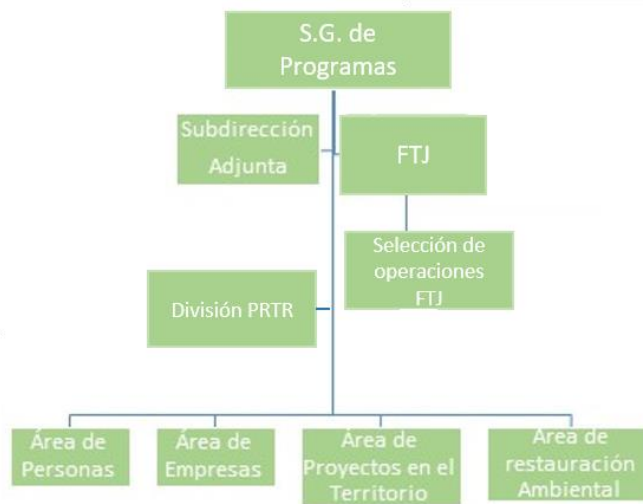 S.G. de
Programas
Subdirección
Adjunta
FTJ
Selección de
operaciones
FTJ
División PRTR
Área de
Personas
Área de
Empresas
Área de
Proyectos en el
Territorio
Área de
restauración
Ambiental